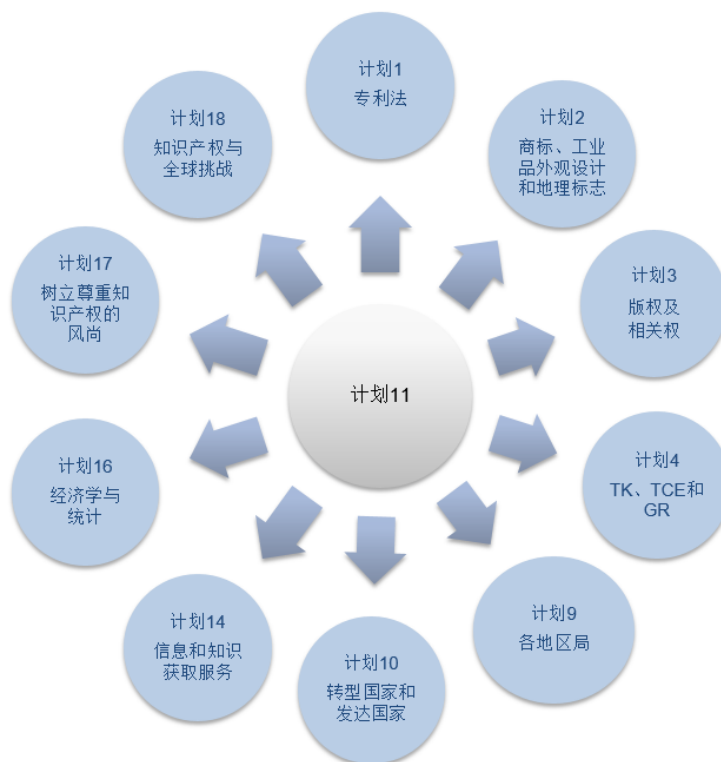 计划1
专利法
计划2
商标、工业
品外观设计
和地理标志
计划3
版权及
相关权
计划4
TK、TCE和
GR
计划9
各地区局
计划10
转型国家和
发达国家
计划14
信息和知识
获取服务
计划16
经济学与
统计
计划17
树立尊重知
识产权的
风尚
计划18
知识产权与
全球挑战
计划11